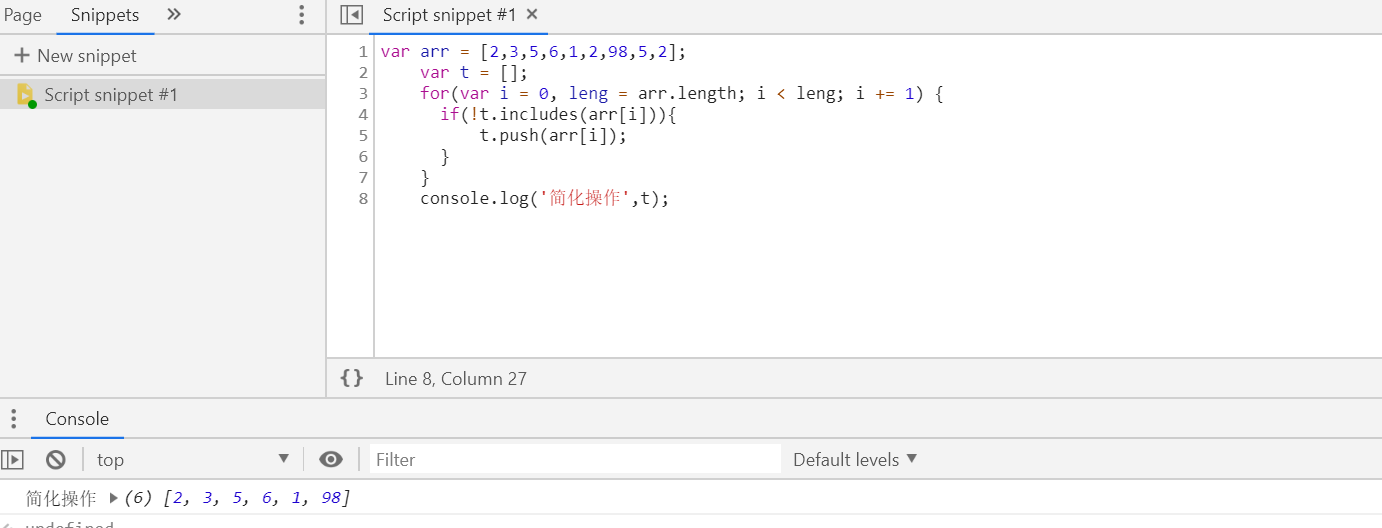 Page Snippets Script snippet #1
New snippet
Script snippet #1
1 var arr = [2,3,5,6,1,2,98,5,2];
2 var t = [];
3 for(var i = 0, leng = arr.length; i < leng; i += 1) {
4 if(!t.includes(arr[i])){
5 t.push(arr[i]);
6 }
7 }
8 console.log('简化操作',t);
{} Line 8, Column 27
Console
top Filter Default levels
简化操作 (6) [2, 3, 5, 6, 1, 98]
undefined